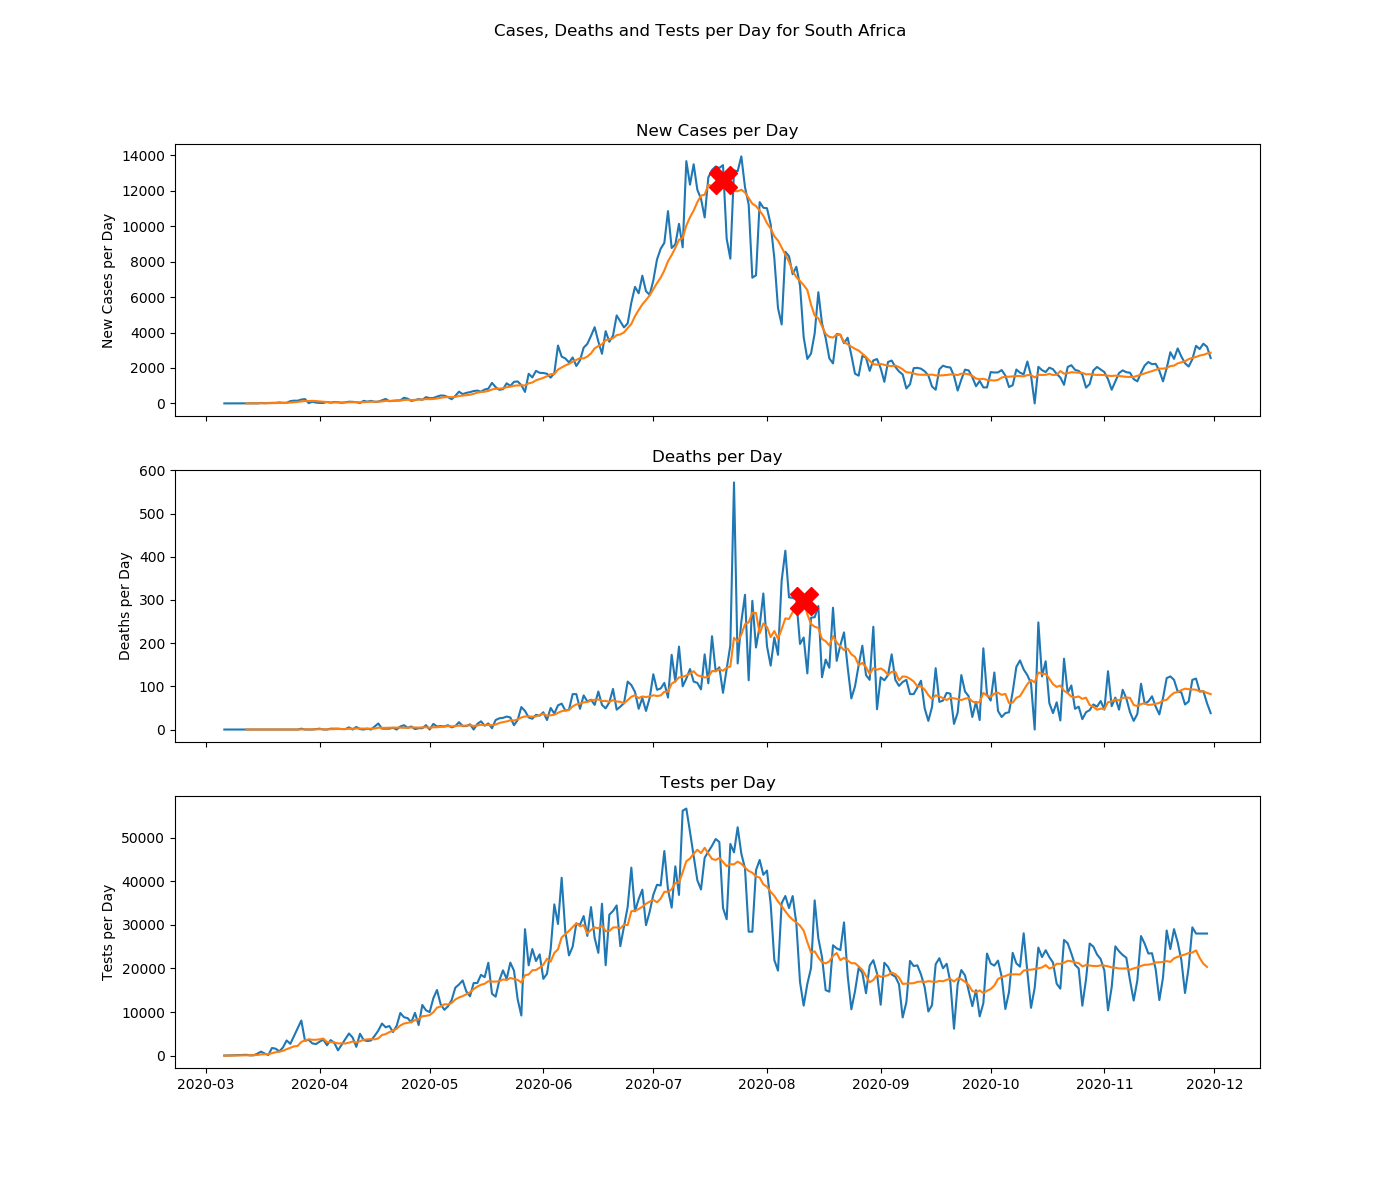 Cases, Deaths and Tests per Day for South Africa
New Cases per Day
New Cases per Day
14000
12000
10000
8000
6000
4000
2000
0
Deaths per Day
Deaths per Day
600
500
400
300
200
100
0
Tests per Day
Tests per Day
50000
40000
30000
20000
10000
0
2020-03 2020-04 2020-05 2020-06 2020-07 2020-08 2020-09 2020-10 2020-11 2020-12